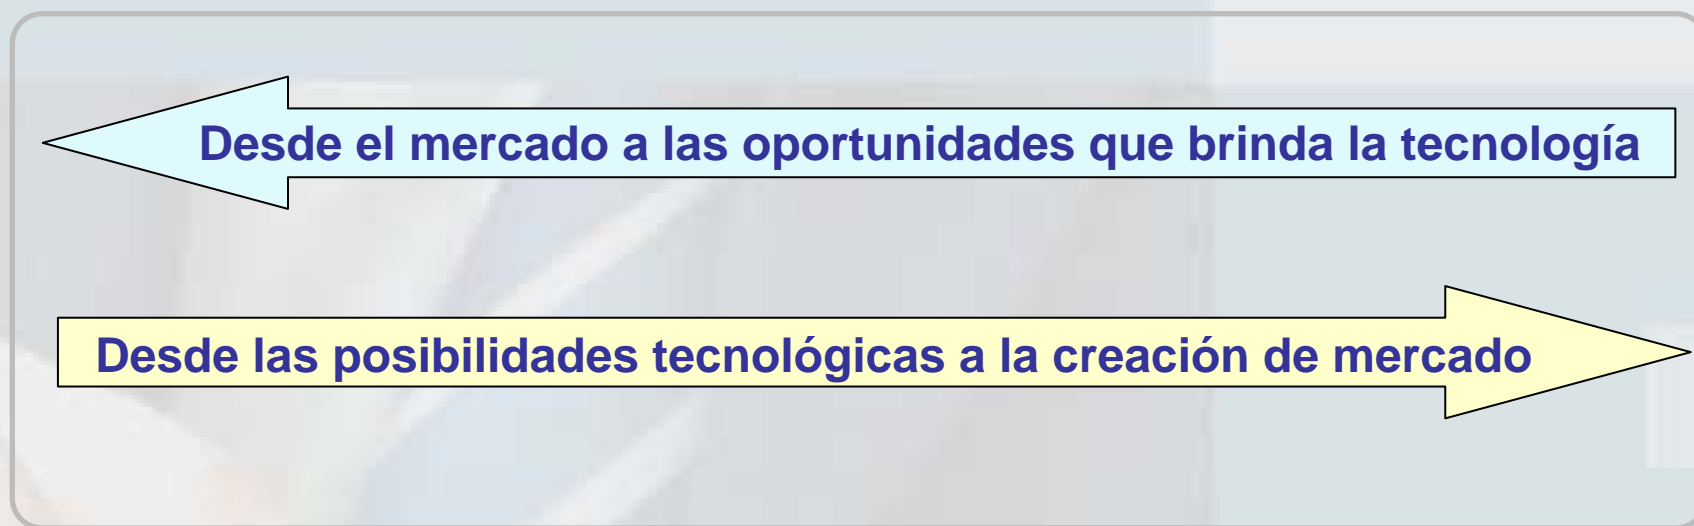 Desde el mercado a las oportunidades que brinda la tecnología
Desde las posibilidades tecnológicas a la creación de mercado